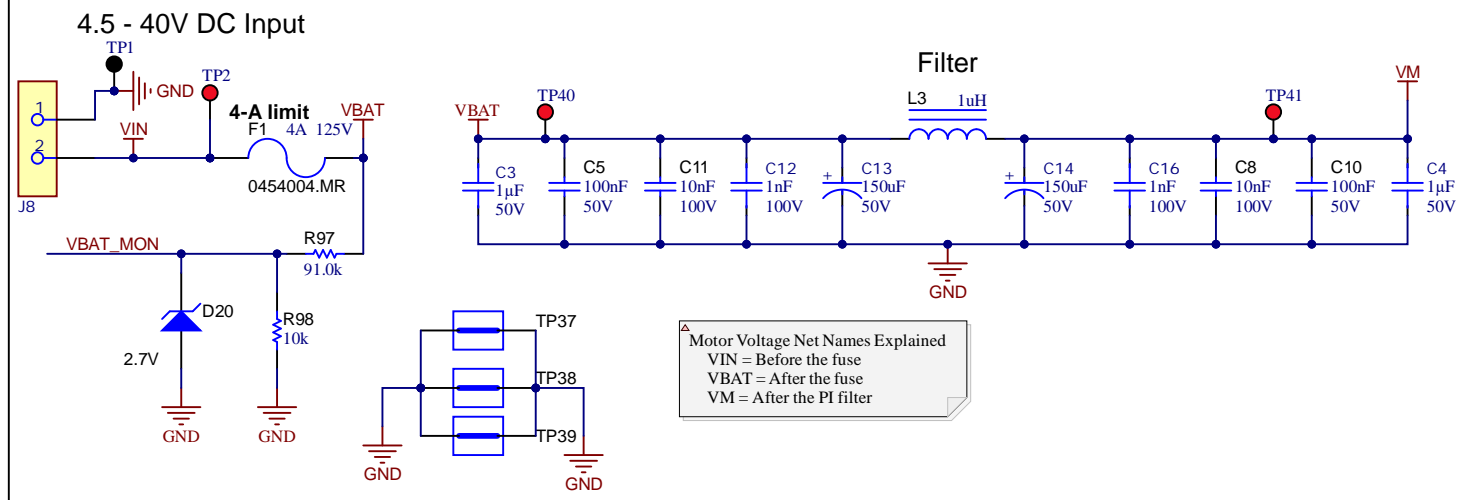 4.5 - 40V DC Input
TP1
GND
TP2
1
2
J8
VIN
4-A limit
F1
4A 125V
0454004.MR
VBAT
VBAT_MON
R97
91.0k
D20
2.7V
GND
R98
10k
GND
Filter
VBAT
TP40
L3
1uH
TP41
VM
C3
1µF
50V
C5
100nF
50V
C11
10nF
100V
C12
1nF
100V
+
C13
150uF
50V
+
C14
150uF
50V
C16
1nF
100V
C8
10nF
100V
C10
100nF
50V
C4
1µF
50V
GND
TP37
TP38
TP39
GND
GND
Motor Voltage Net Names Explained
VIN = Before the fuse
VBAT = After the fuse
VM = After the PI filter